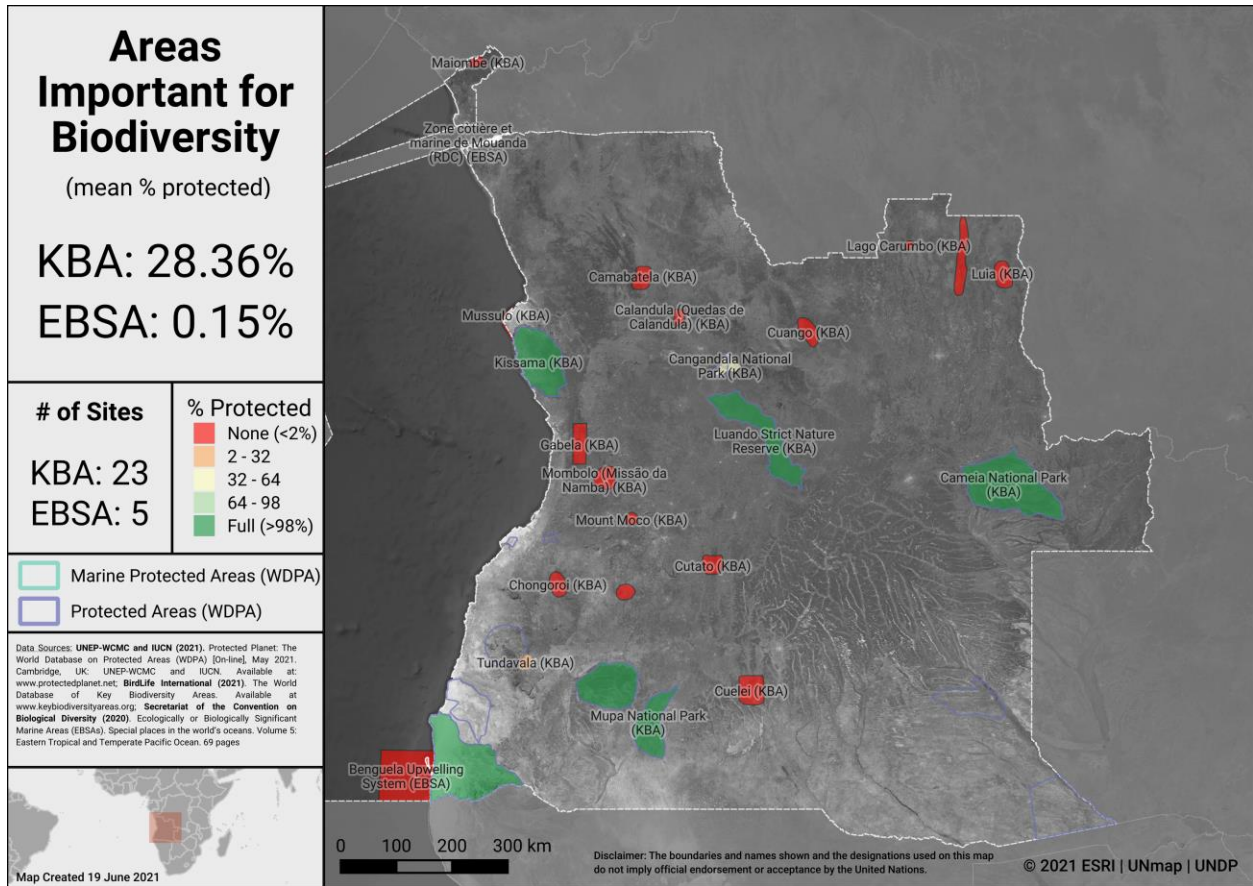 Areas
Important for
Biodiversity
(mean % protected)
KBA: 28.36%
EBSA: 0.15%
# of Sites
KBA: 23
EBSA: 5
% Protected
None (<2%)
2 - 32
32 - 64
64 - 98
Full (>98%)
Marine Protected Areas (WDPA)
Protected Areas (WDPA)
Data Sources: UNEP-WCMC and IUCN (2021). Protected Planet: The
World Database on Protected Areas (WDPA) [On-line], May 2021.
Cambridge, UK: UNEP-WCMC and IUCN. Available at:
www.protectedplanet.net; BirdLife International (2021). The World
Database of Key Biodiversity Areas. Available at
www.keybiodiversityareas.org; Secretariat of the Convention on
Biological Diversity (2020). Ecologically or Biologically Significant
Marine Areas (EBSAs). Special places in the world's oceans. Volume 5:
Eastern Tropical and Temperate Pacific Ocean. 69 pages
Map Created 19 June 2021
Maiombe (KBA)
Zone côtière et
marine de Mouanda
(RDC) (EBSA)
Lago Carumbo (KBA)
Luia (KBA)
Camabatela (KBA)
Calandula (Quedas de
Calandula) (KBA)
Mussulo (KBA)
Cuango (KBA)
Kissama (KBA)
Cangandala National
Park (KBA)
Gabela (KBA)
Luando Strict Nature
Reserve (KBA)
Mombolo (Missão da
Namba) (KBA)
Cameia National Park
(KBA)
Mount Moco (KBA)
Cutato (KBA)
Chongoroi (KBA)
Tundavala (KBA)
Cuelei (KBA)
Mupa National Park
(KBA)
Benguela Upwelling
System (EBSA)
0 100 200 300 km
Disclaimer: The boundaries and names shown and the designations used on this map
do not imply official endorsement or acceptance by the United Nations.
© 2021 ESRI | UNmap | UNDP